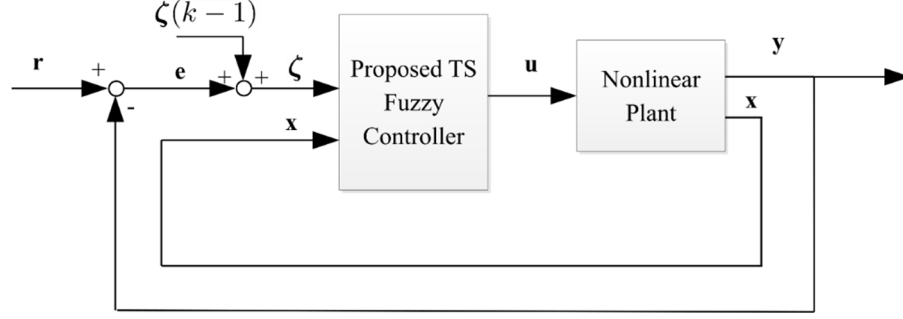 ζ(k − 1)
r
+
e
+
+
ζ
Proposed TS
Fuzzy
Controller
u
Nonlinear
Plant
y
x
-
x